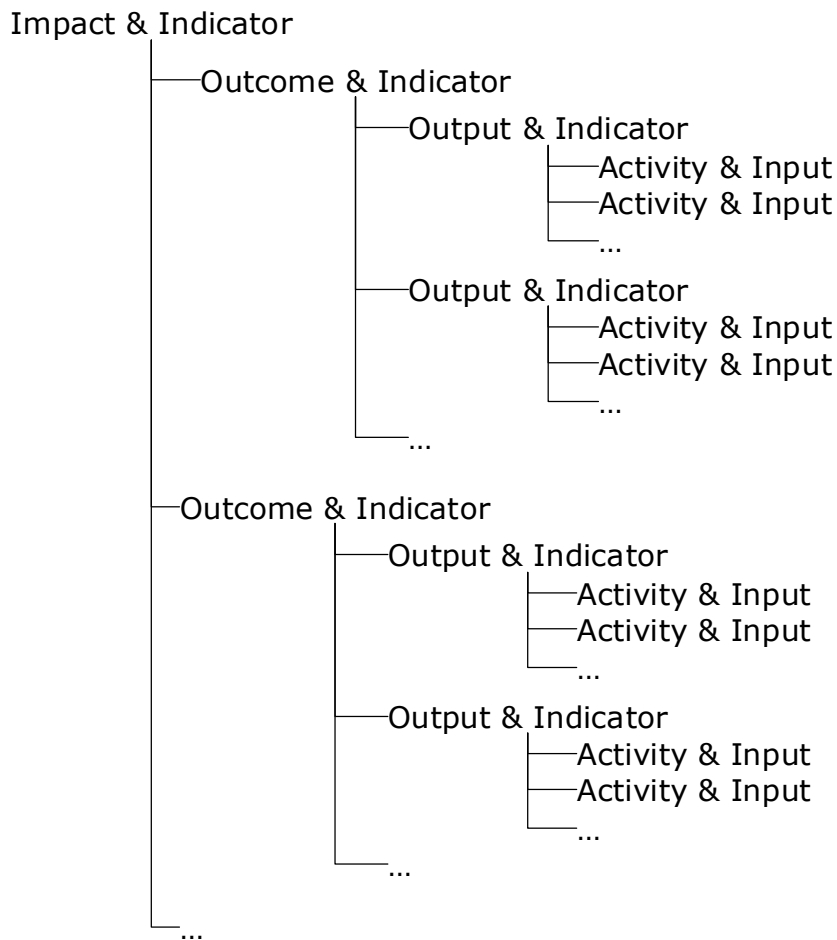 Impact & Indicator
Outcome & Indicator
Output & Indicator
Activity & Input
Activity & Input
...
Output & Indicator
Activity & Input
Activity & Input
...
...
Outcome & Indicator
Output & Indicator
Activity & Input
Activity & Input
...
Output & Indicator
Activity & Input
Activity & Input
...
...
...